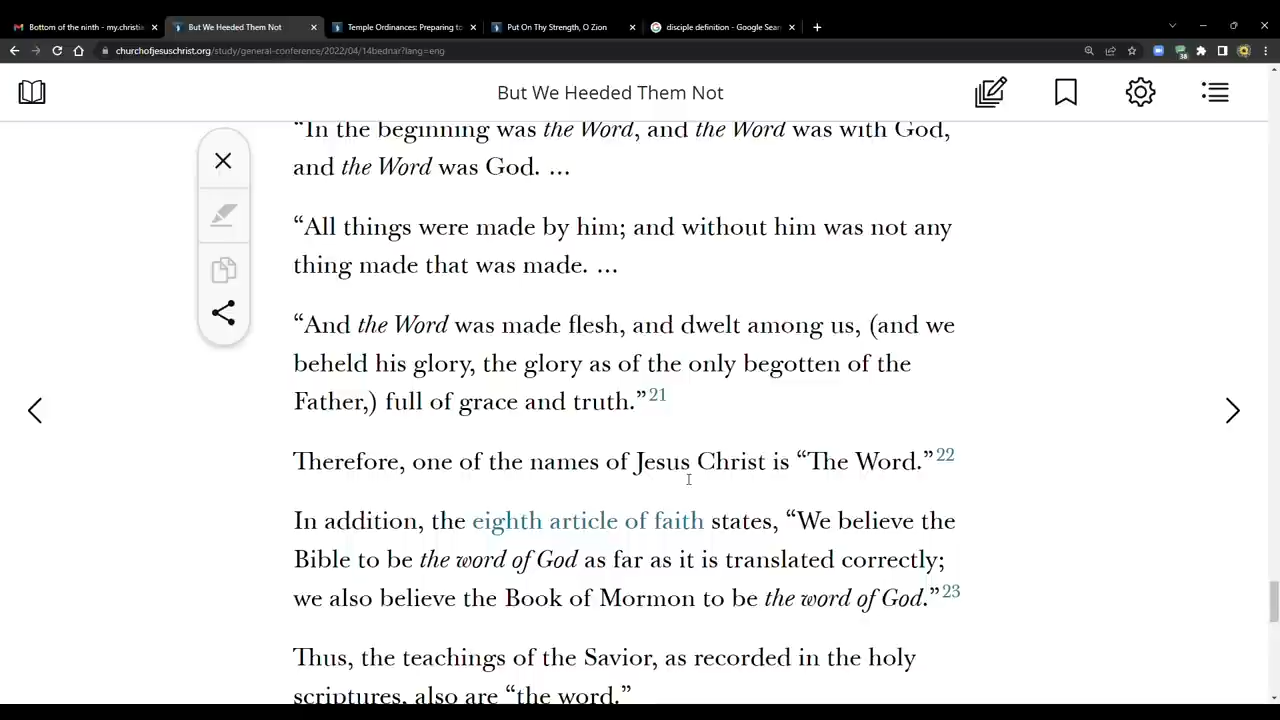 Bottom of the ninth - my.christi
But We Heeded Them Not
Temple Ordinances: Preparing to
Put On Thy Strength, O Zion
disciple definition - Google Sear
churchofjesuschrist.org/study/general-conference/2022/04/14bednar?lang=eng
38
But We Heeded Them Not
“In the beginning was the Word, and the Word was with God,
and the Word was God. …
“All things were made by him; and without him was not any
thing made that was made. …
“And the Word was made flesh, and dwelt among us, (and we
beheld his glory, the glory as of the only begotten of the
Father,) full of grace and truth.”21
Therefore, one of the names of Jesus Christ is “The Word.”22
In addition, the eighth article of faith states, “We believe the
Bible to be the word of God as far as it is translated correctly;
we also believe the Book of Mormon to be the word of God.”23
Thus, the teachings of the Savior, as recorded in the holy
scriptures, also are “the word.”